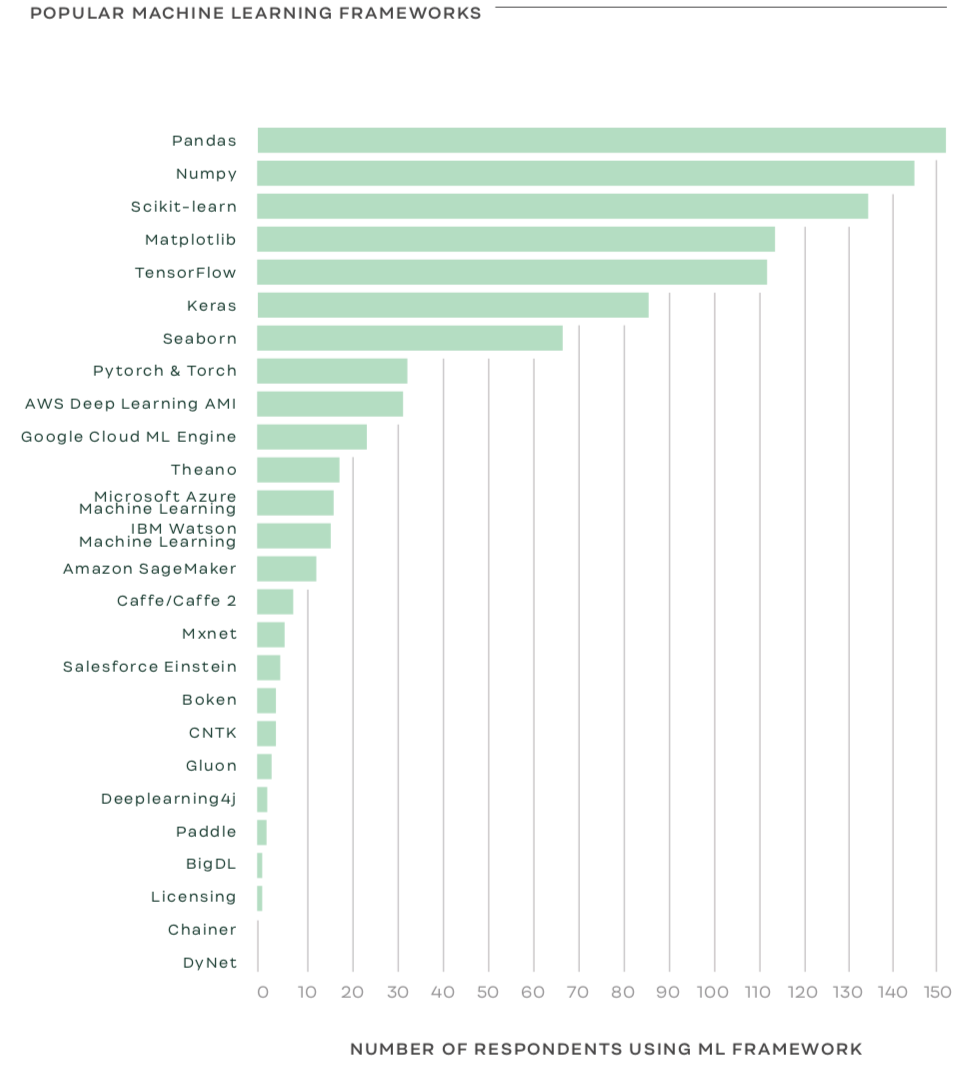 POPULAR MACHINE LEARNING FRAMEWORKS
Pandas
Numpy
Scikit-learn
Matplotlib
TensorFlow
Keras
Seaborn
Pytorch & Torch
AWS Deep Learning AMI
Google Cloud ML Engine
Theano
Microsoft Azure
Machine Learning
IBM Watson
Machine Learning
Amazon SageMaker
Caffe/Caffe 2
Mxnet
Salesforce Einstein
Boken
CNTK
Gluon
Deeplearning4j
Paddle
BigDL
Licensing
Chainer
DyNet
0 10 20 30 40 50 60 70 80 90 100 110 120 130 140 150
NUMBER OF RESPONDENTS USING ML FRAMEWORK